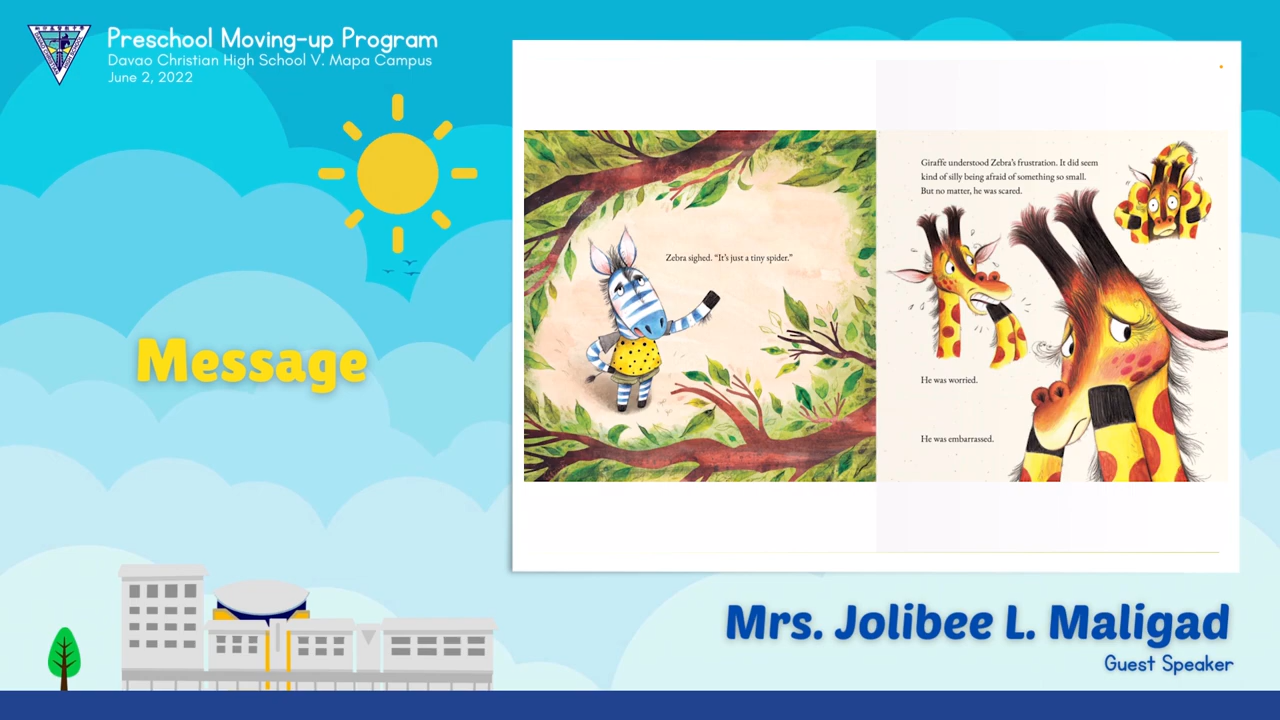 Preschool Moving-up Program
Davao Christian High School V. Mapa Campus
June 2, 2022
Message
Zebra sighed. “It’s just a tiny spider.”
Giraffe understood Zebra’s frustration. It did seem
kind of silly being afraid of something so small.
But no matter, he was scared.
He was worried.
He was embarrassed.
Mrs. Jolibee L. Maligad
Guest Speaker